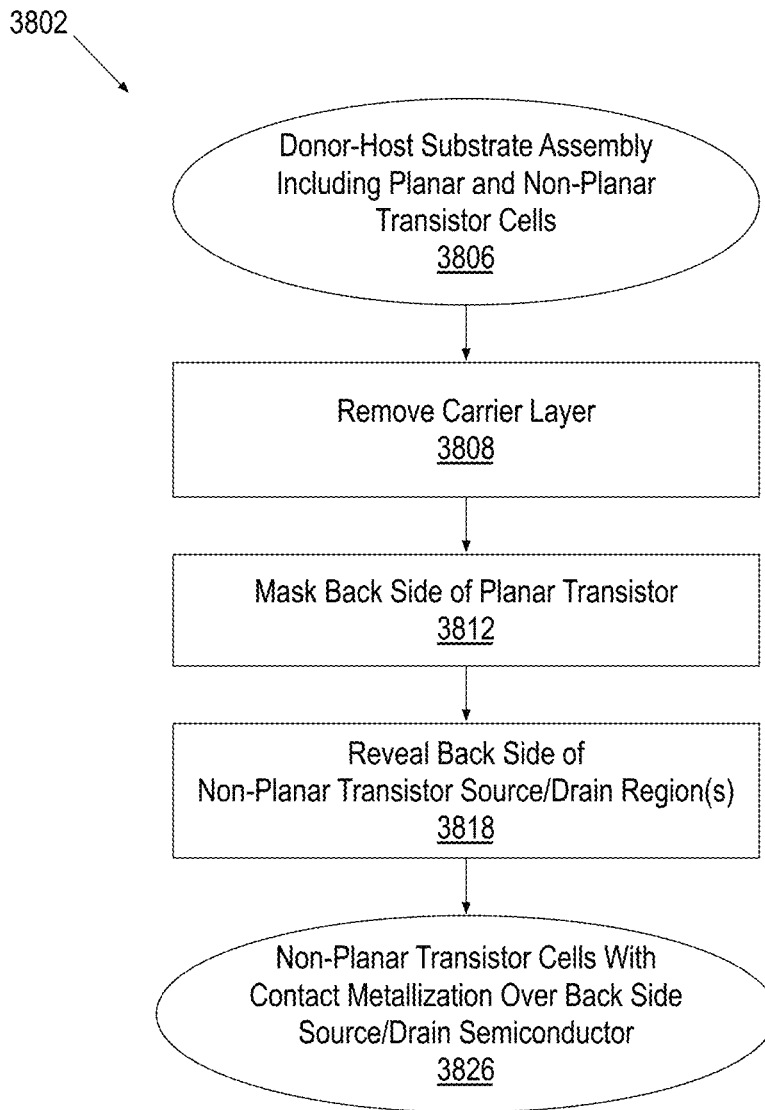 3802
Donor-Host Substrate Assembly
Including Planar and Non-Planar
Transistor Cells
3806
Remove Carrier Layer
3808
Mask Back Side of Planar Transistor
3812
Reveal Back Side of
Non-Planar Transistor Source/Drain Region(s)
3818
Non-Planar Transistor Cells With
Contact Metallization Over Back Side
Source/Drain Semiconductor
3826